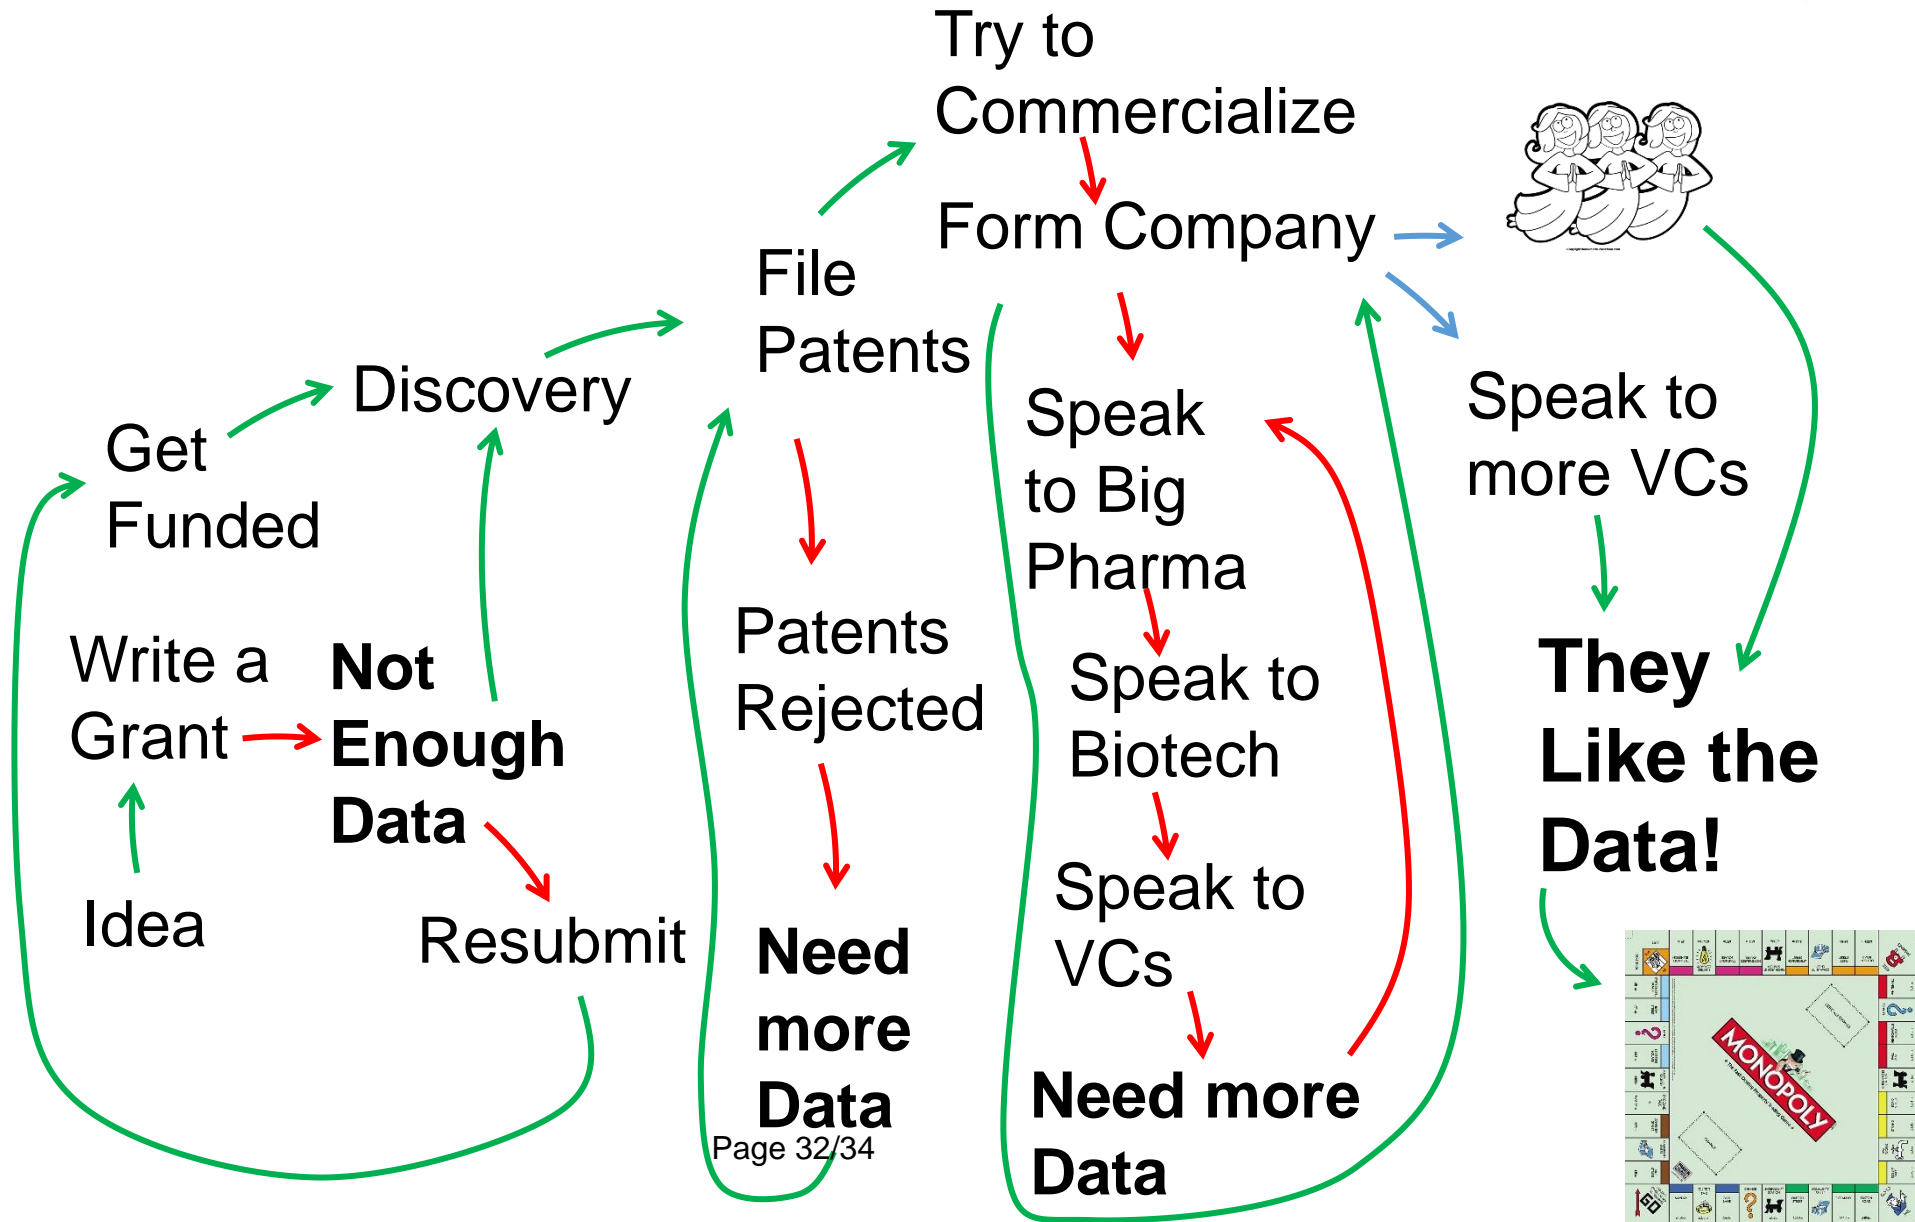 Try to
Commercialize
Form Company
File
Patents
Discovery
Get
Funded
Write a
Grant
Idea
Not
Enough
Data
Resubmit
Patents
Rejected
Need
more
Data
Page 32/34
Speak
to Big
Pharma
Speak to
Biotech
Speak to
VCs
Need more
Data
Speak to
more VCs
They
Like the
Data!
MONOPOLY
GO